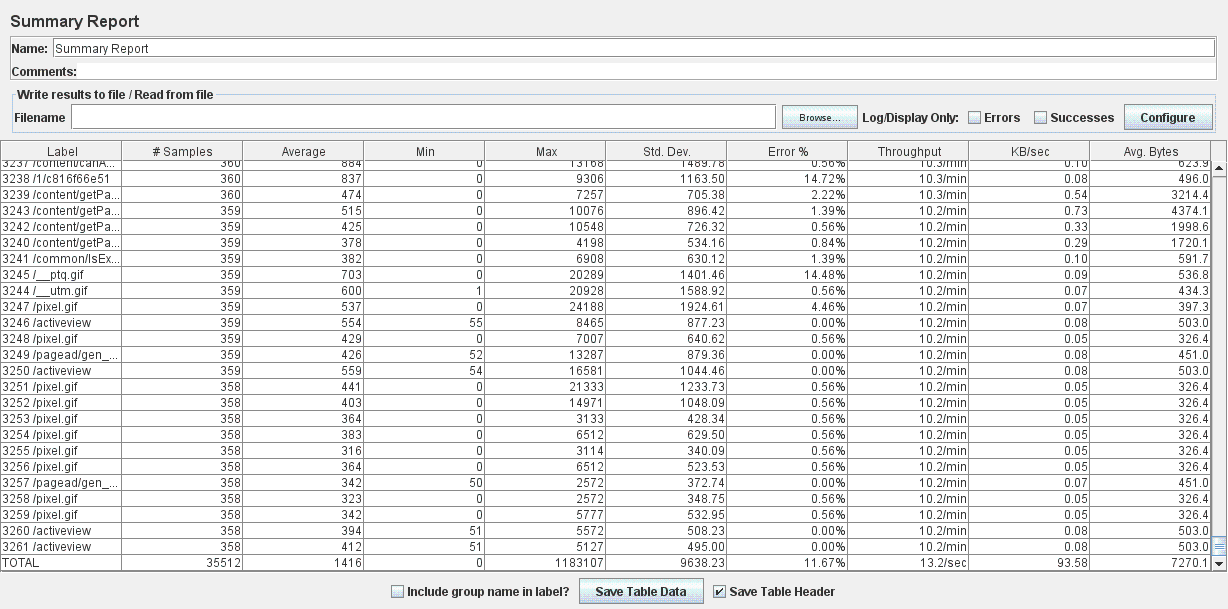 Summary Report
Name: Summary Report
Comments:
Write results to file / Read from file
Filename Browse... Log/Display Only: Errors Successes Configure
Label # Samples Average Min Max Std. Dev. Error % Throughput KB/sec Avg. Bytes
3237 /content/canA... 360 884 0 13168 1489.78 0.56% 10.3/min 0.10 623.9
3238 /1/c816f66e51 360 837 0 9306 1163.50 14.72% 10.3/min 0.08 496.0
3239 /content/getPa... 360 474 0 7257 705.38 2.22% 10.3/min 0.54 3214.4
3243 /content/getPa... 359 515 0 10076 896.42 1.39% 10.2/min 0.73 4374.1
3242 /content/getPa... 359 425 0 10548 726.32 0.56% 10.2/min 0.33 1998.6
3240 /content/getPa... 359 378 0 4198 534.16 0.84% 10.2/min 0.29 1720.1
3241 /common/IsEx... 359 382 0 6908 630.12 1.39% 10.2/min 0.10 591.7
3245 /__ptq.gif 359 703 0 20289 1401.46 14.48% 10.2/min 0.09 536.8
3244 /__utm.gif 359 600 1 20928 1588.92 0.56% 10.2/min 0.07 434.3
3247 /pixel.gif 359 537 0 24188 1924.61 4.46% 10.2/min 0.07 397.3
3246 /activeview 359 554 55 8465 877.23 0.00% 10.2/min 0.08 503.0
3248 /pixel.gif 359 429 0 7007 640.62 0.56% 10.2/min 0.05 326.4
3249 /pagead/gen_... 359 426 52 13287 879.36 0.00% 10.2/min 0.08 451.0
3250 /activeview 359 559 54 16581 1044.46 0.00% 10.2/min 0.08 503.0
3251 /pixel.gif 358 441 0 21333 1233.73 0.56% 10.2/min 0.05 326.4
3252 /pixel.gif 358 403 0 14971 1048.09 0.56% 10.2/min 0.05 326.4
3253 /pixel.gif 358 364 0 3133 428.34 0.56% 10.2/min 0.05 326.4
3254 /pixel.gif 358 383 0 6512 629.50 0.56% 10.2/min 0.05 326.4
3255 /pixel.gif 358 316 0 3114 340.09 0.56% 10.2/min 0.05 326.4
3256 /pixel.gif 358 364 0 6512 523.53 0.56% 10.2/min 0.05 326.4
3257 /pagead/gen_... 358 342 50 2572 372.74 0.00% 10.2/min 0.07 451.0
3258 /pixel.gif 358 323 0 2572 348.75 0.56% 10.2/min 0.05 326.4
3259 /pixel.gif 358 342 0 5777 532.95 0.56% 10.2/min 0.05 326.4
3260 /activeview 358 394 51 5572 508.23 0.00% 10.2/min 0.08 503.0
3261 /activeview 358 412 51 5127 495.00 0.00% 10.2/min 0.08 503.0
TOTAL 35512 1416 0 1183107 9638.23 11.67% 13.2/sec 93.58 7270.1
Include group name in label? Save Table Data Save Table Header